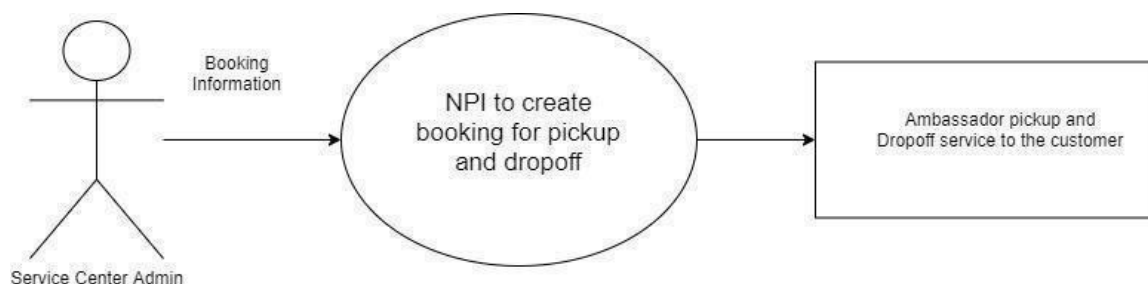 Booking
Information
NPI to create
booking for pickup
and dropoff
Ambassador pickup and
Dropoff service to the customer
Service Center Admin